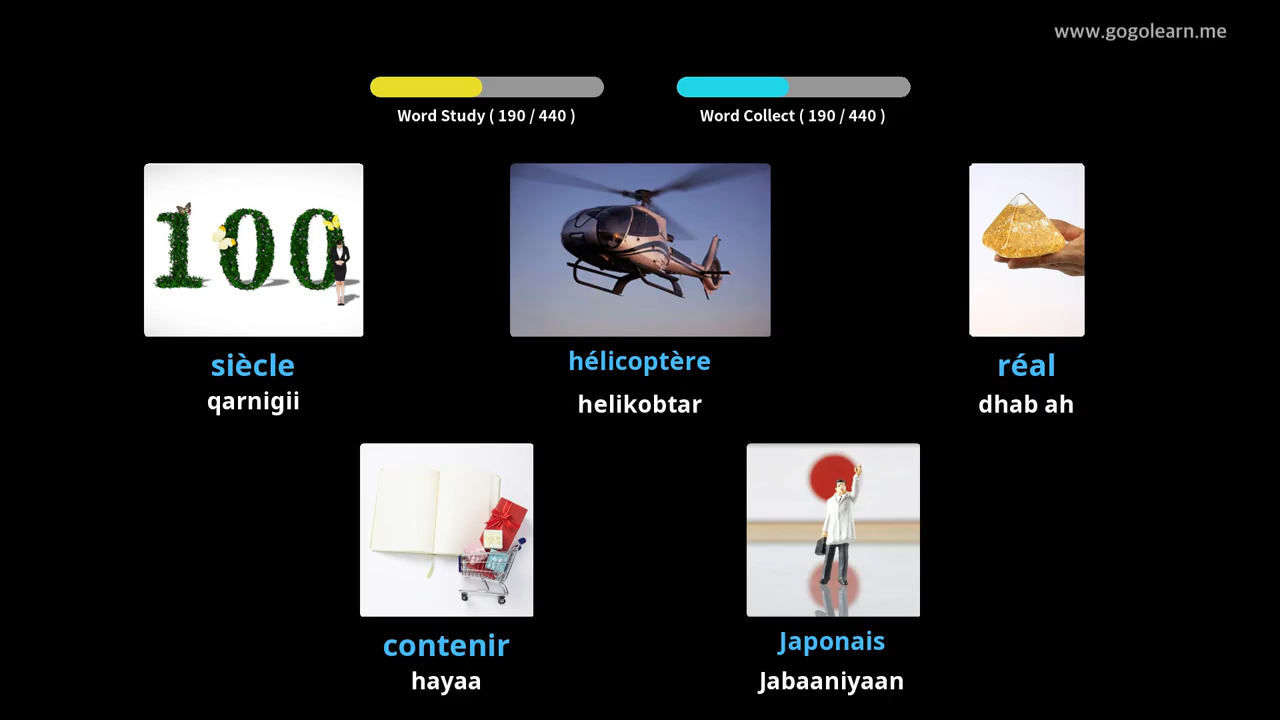 www.gogolearn.me
Word Study ( 190 / 440 )
Word Collect ( 190 / 440 )
siècle
qarnigii
hélicoptère
helikobtar
réal
dhab ah
contenir
hayaa
Japonais
Jabaaniyaan